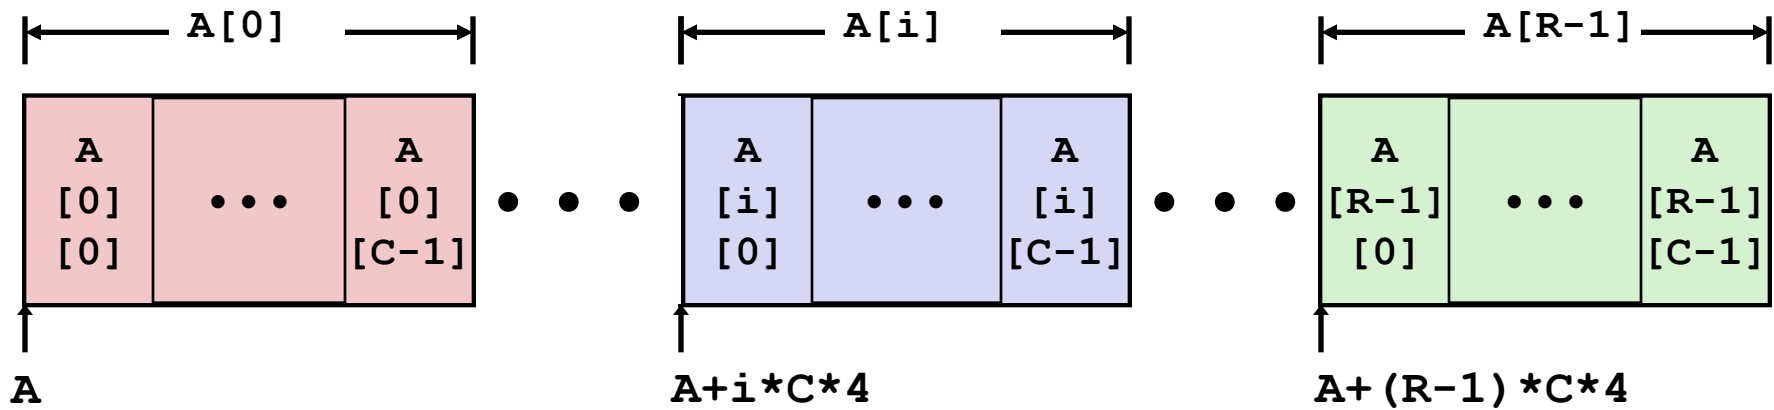 A[0]
A[i]
A[R-1]
A
[0]
[0]
• • •
A
[0]
[C-1]
• • •
A
[i]
[0]
• • •
A
[i]
[C-1]
• • •
A
[R-1]
[0]
• • •
A
[R-1]
[C-1]
A
A+i*C*4
A+(R-1)*C*4